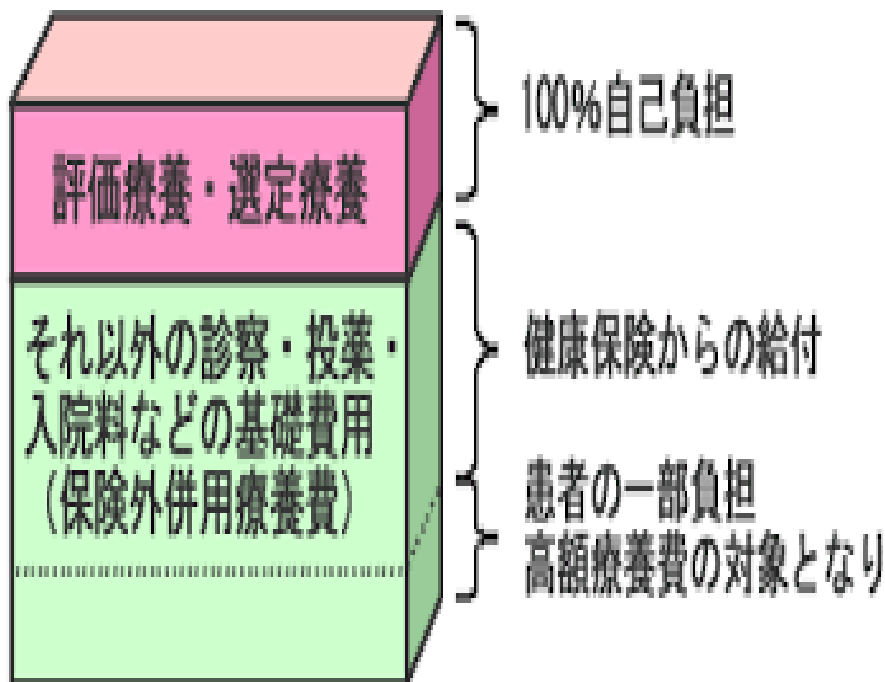 100%自己負担
評価療養・選定療養
それ以外の診察・投薬・
入院料などの基礎費用
（保険外併用療養費）
健康保険からの給付
患者の一部負担
高額療養費の対象となり